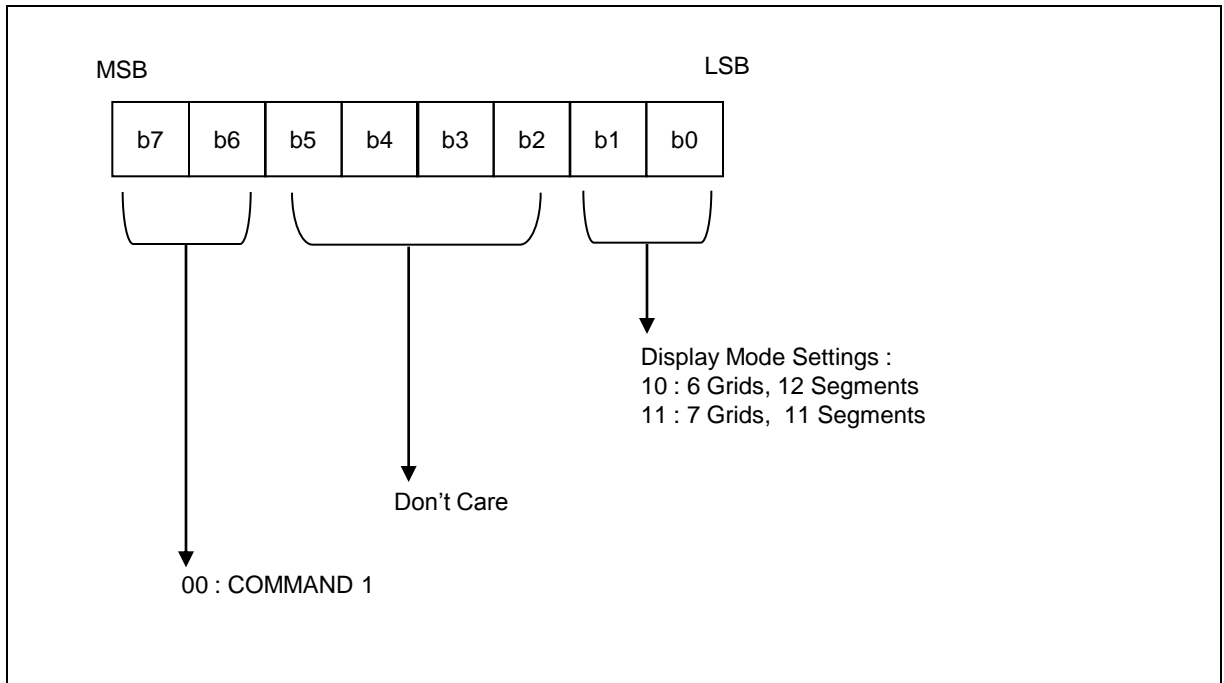 MSB LSB
b7 b6 b5 b4 b3 b2 b1 b0
Display Mode Settings :
10 : 6 Grids, 12 Segments
11 : 7 Grids, 11 Segments
Don’t Care
00 : COMMAND 1